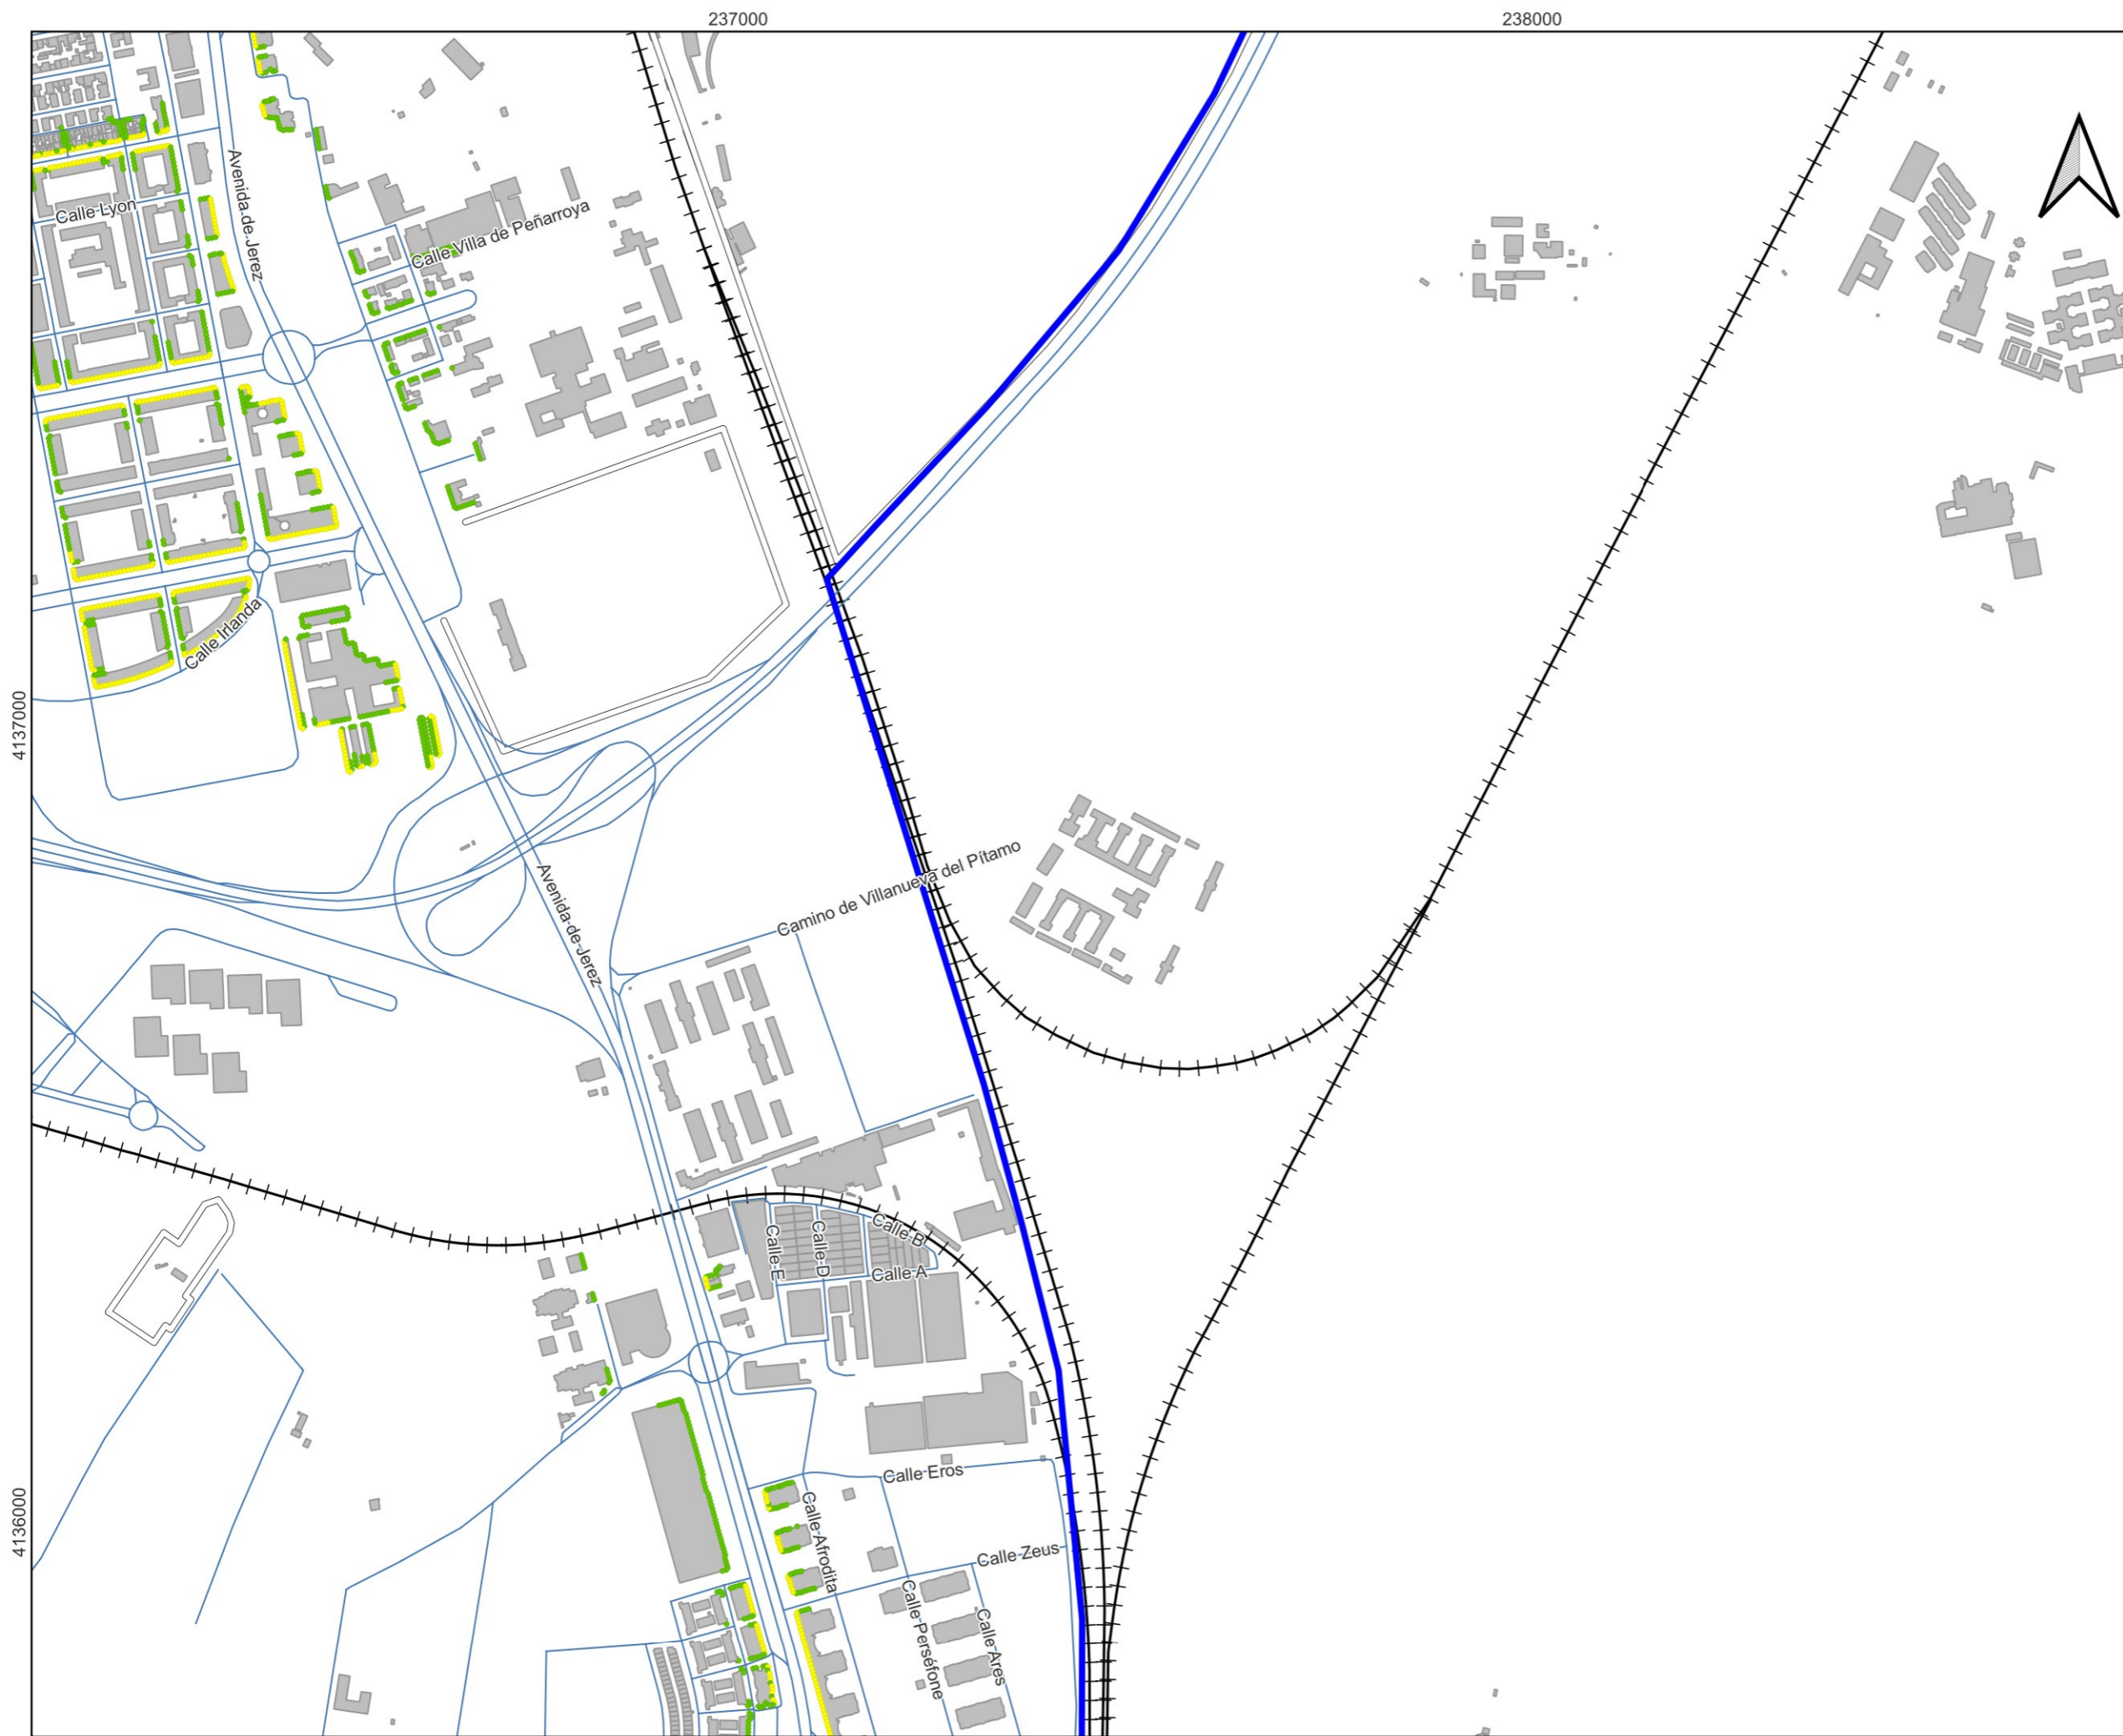 237000
238000
Avenida de Jerez
Calle Lyon
Calle Villa de Peñarroya
Calle Irlanda
4137000
Camino de Villanueva del Pítamo
Avenida de Jerez
Calle B
Calle E
Calle D
Calle A
Calle Eros
4136000
Calle Afrodita
Calle Zeus
Calle Perséfone
Calle Ares